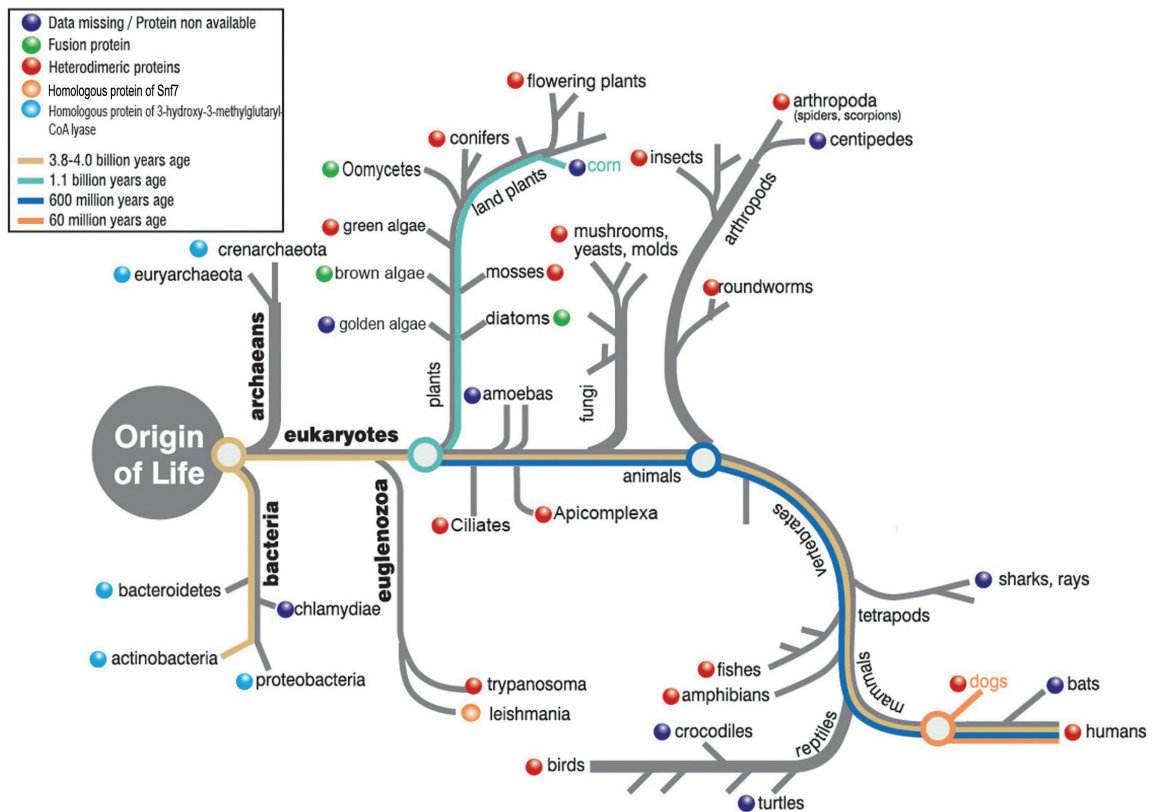 Data missing / Protein non available
Fusion protein
Heterodimeric proteins
Homologous protein of Snf7
Homologous protein of 3-hydroxy-3-methylglutaryl-
CoA lyase
3.8-4.0 billion years age
1.1 billion years age
600 million years age
60 million years age
flowering plants
conifers
Oomycetes
land plants
corn
green algae
brown algae
mosses
golden algae
diatoms
plants
arthropoda
(spiders, scorpions)
centipedes
insects
arthropods
mushrooms,
yeasts, molds
roundworms
fungi
crenarchaeota
euryarchaeota
archaeans
Origin
of Life
eukaryotes
amoebas
animals
Ciliates
Apicomplexa
bacteria
euglenozoa
bacteroidetes
chlamydiae
actinobacteria
proteobacteria
trypanosoma
leishmania
vertebrates
sharks, rays
tetrapods
fishes
amphibians
mammals
dogs
bats
humans
reptiles
crocodiles
birds
turtles